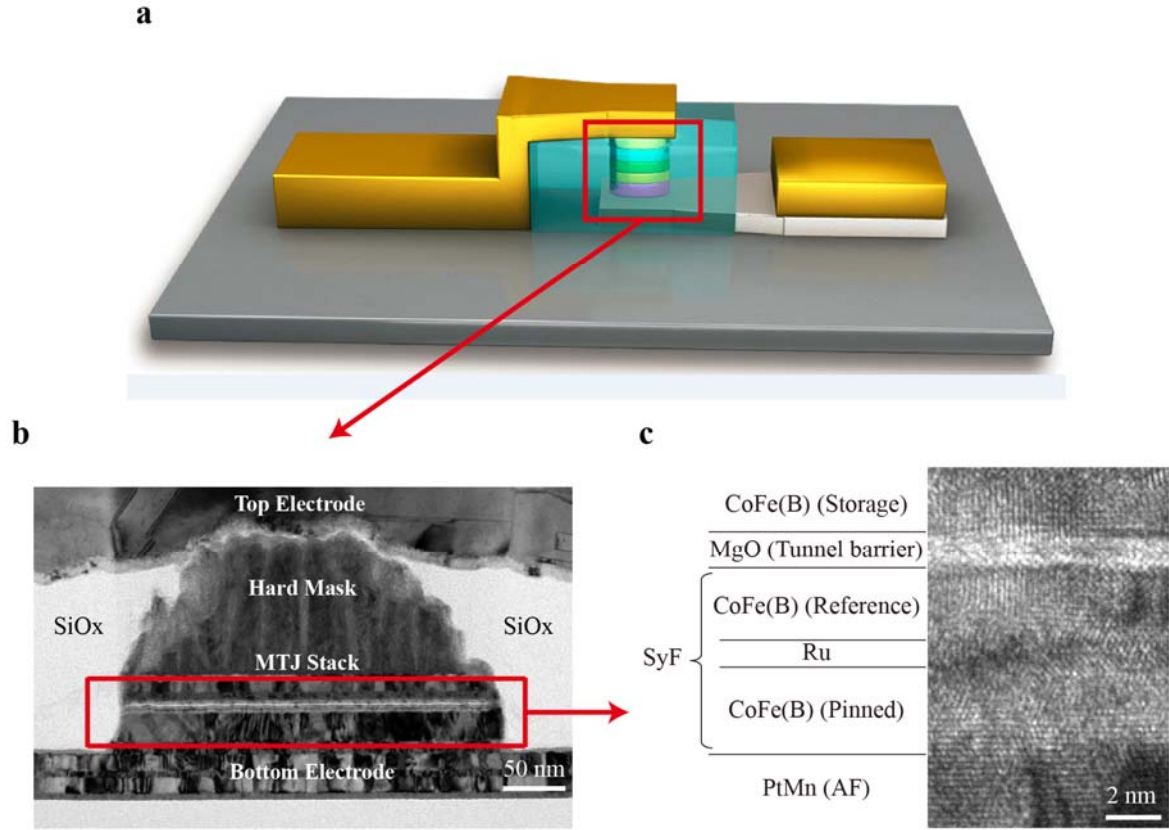 a
b
Top Electrode
Hard Mask
SiOx
SiOx
MTJ Stack
Bottom Electrode
50 nm
c
CoFe(B) (Storage)
MgO (Tunnel barrier)
CoFe(B) (Reference)
SyF
Ru
CoFe(B) (Pinned)
PtMn (AF)
2 nm